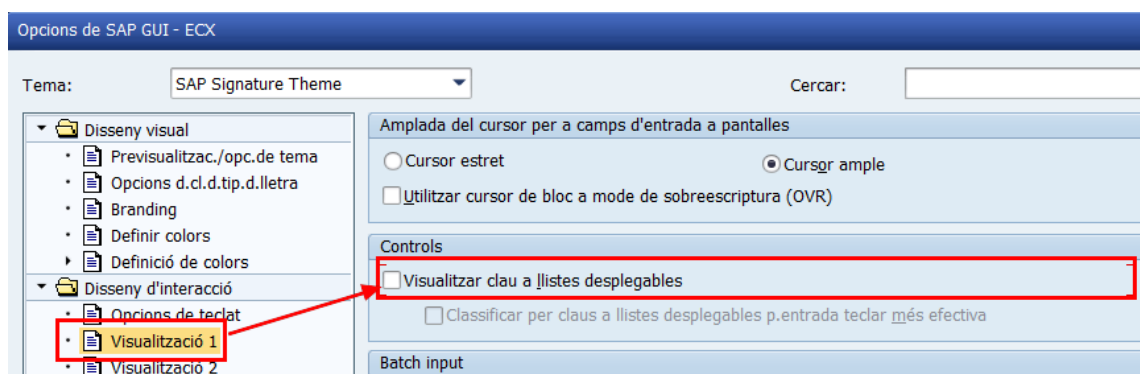 Opcions de SAP GUI - ECX
Tema:
SAP Signature Theme
Cercar:
Disseny visual
Previsualitzac./opc.de tema
Opcions d.cl.d.tip.d.lletra
Branding
Definir colors
Definició de colors
Disseny d'interacció
Opcions de teclat
Visualització 1
Visualització 2
Amplada del cursor per a camps d'entrada a pantalles
Cursor estret
Cursor ample
Utilitzar cursor de bloc a mode de sobreescriptura (OVR)
Controls
Visualitzar clau a llistes desplegables
Classificar per claus a llistes desplegables p.entrada teclar més efectiva
Batch input